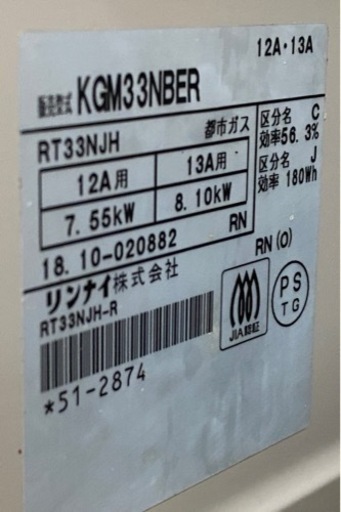 12A・13A
販売型式 KGM33NBER
RT33NJH 都市ガス
12A用 13A用
7.55kW 8.10kW
RN
18.10-020882
リンナイ株式会社
RT33NJH-R
*51-2874
区分名 C
効率56.3%
区分名 J
効率 180Wh
RN(O)
JIA認証
PS
TG